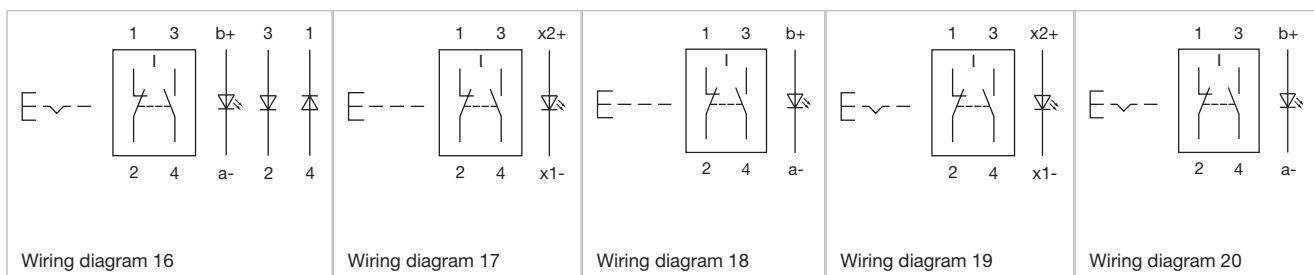 1 3 b+ 3 1
I
2 4 a- 2 4
Wiring diagram 16
1 3 x2+
I
2 4 x1-
Wiring diagram 17
1 3 b+
I
2 4 a-
Wiring diagram 18
1 3 x2+
I
2 4 x1-
Wiring diagram 19
1 3 b+
I
2 4 a-
Wiring diagram 20